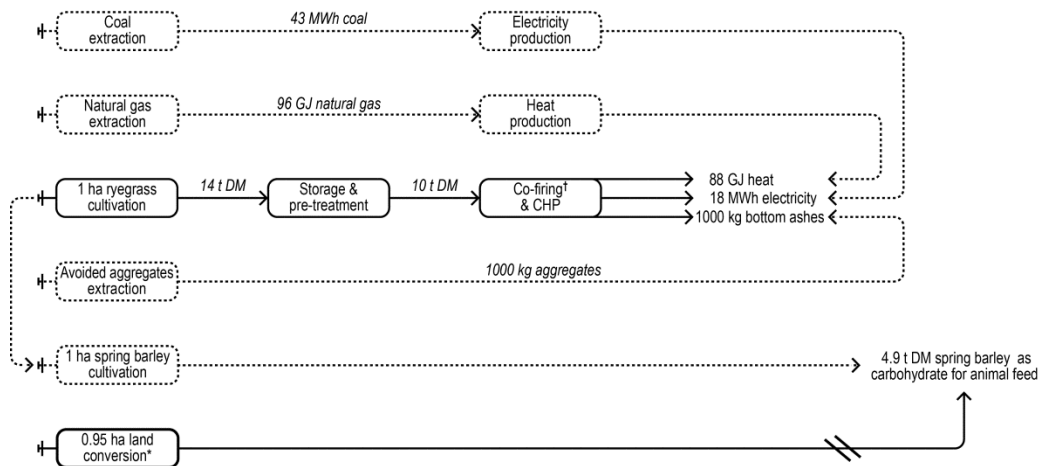 Coal
extraction
43 MWh coal
Electricity
production
Natural gas
extraction
96 GJ natural gas
Heat
production
1 ha ryegrass
cultivation
14 t DM
Storage &
pre-treatment
10 t DM
Co-firing†
& CHP
88 GJ heat
18 MWh electricity
1000 kg bottom ashes
Avoided aggregates
extraction
1000 kg aggregates
1 ha spring barley
cultivation
4.9 t DM spring barley as
carbohydrate for animal feed
0.95 ha land
conversion*